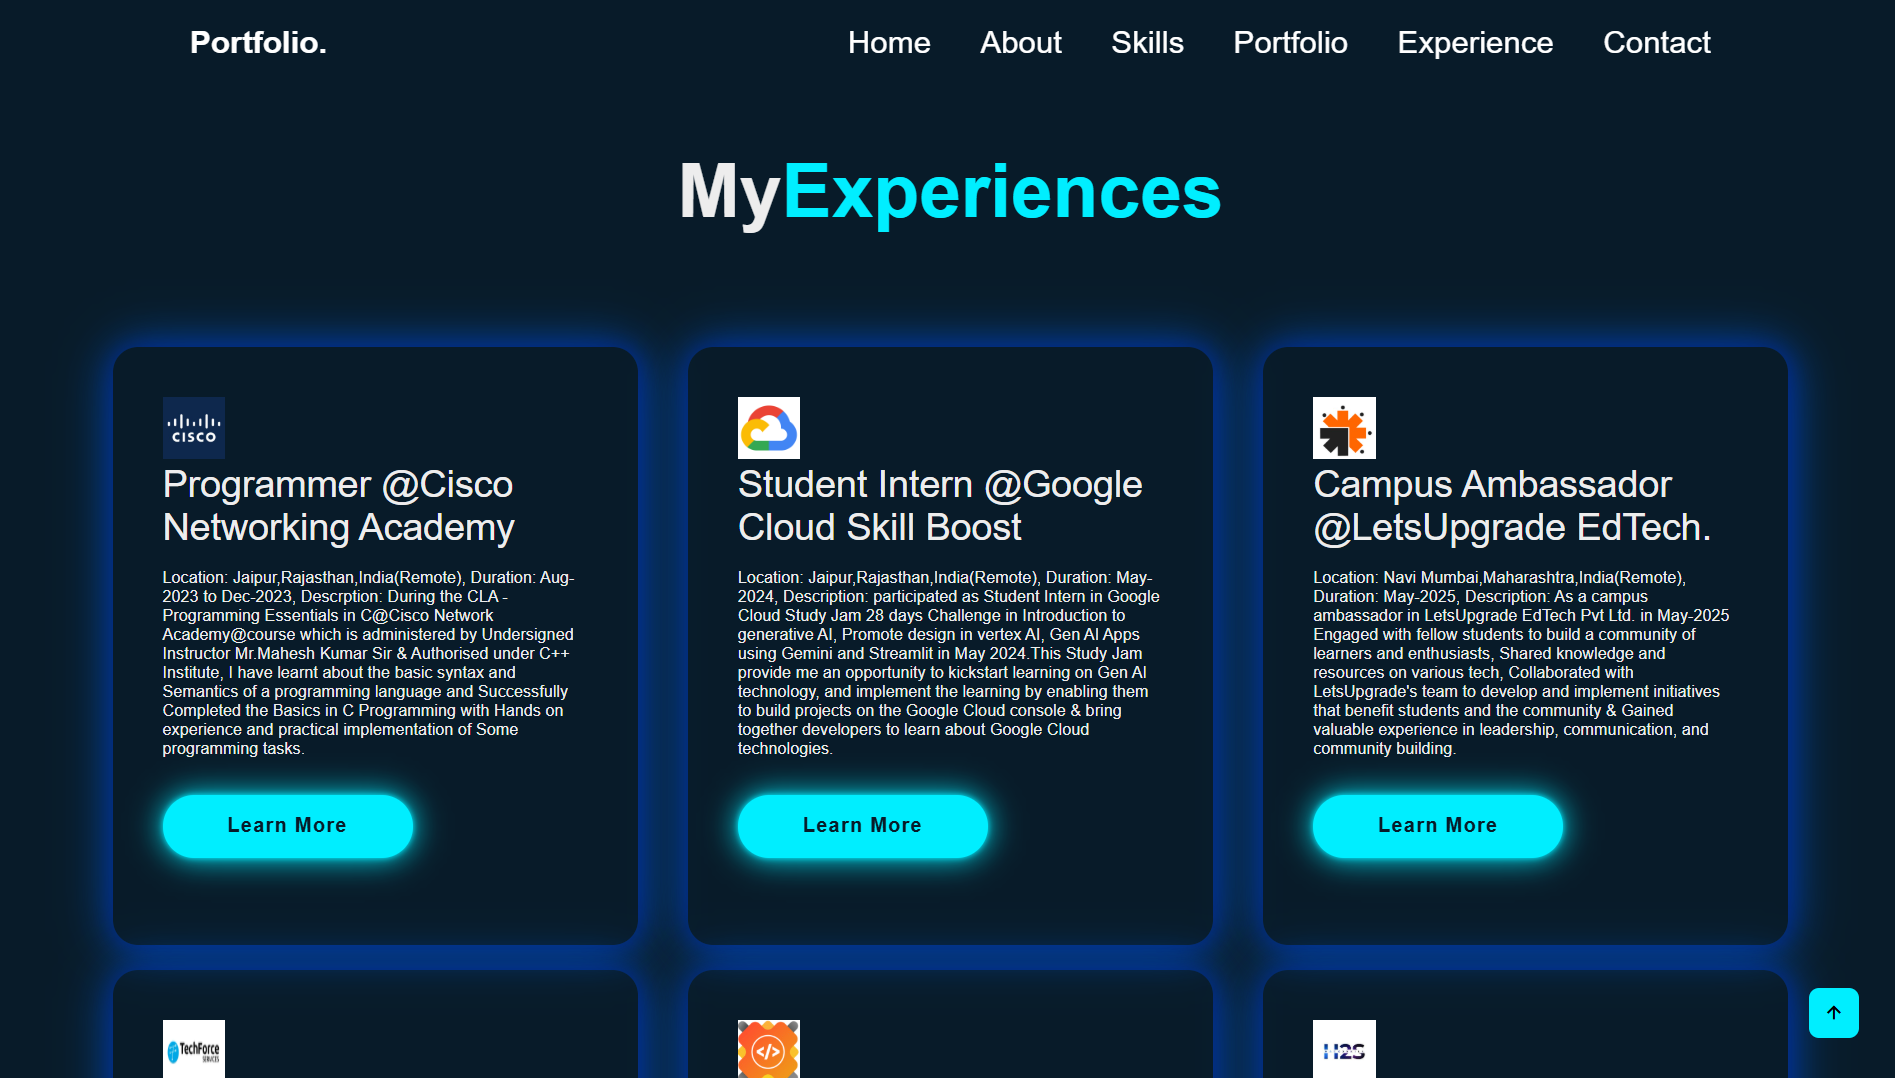 Portfolio.
Home About Skills Portfolio Experience Contact
MyExperiences
CISCO
Programmer @Cisco
Networking Academy
Location: Jaipur,Rajasthan,India(Remote), Duration: Aug-
2023 to Dec-2023, Descrption: During the CLA -
Programming Essentials in C@Cisco Network
Academy@course which is administered by Undersigned
Instructor Mr.Mahesh Kumar Sir & Authorised under C++
Institute, I have learnt about the basic syntax and
Semantics of a programming language and Successfully
Completed the Basics in C Programming with Hands on
experience and practical implementation of Some
programming tasks.
Learn More
Student Intern @Google
Cloud Skill Boost
Location: Jaipur,Rajasthan,India(Remote), Duration: May-
2024, Description: participated as Student Intern in Google
Cloud Study Jam 28 days Challenge in Introduction to
generative AI, Promote design in vertex AI, Gen AI Apps
using Gemini and Streamlit in May 2024.This Study Jam
provide me an opportunity to kickstart learning on Gen AI
technology, and implement the learning by enabling them
to build projects on the Google Cloud console & bring
together developers to learn about Google Cloud
technologies.
Learn More
Campus Ambassador
@LetsUpgrade EdTech.
Location: Navi Mumbai,Maharashtra,India(Remote),
Duration: May-2025, Description: As a campus
ambassador in LetsUpgrade EdTech Pvt Ltd. in May-2025
Engaged with fellow students to build a community of
learners and enthusiasts, Shared knowledge and
resources on various tech, Collaborated with
LetsUpgrade's team to develop and implement initiatives
that benefit students and the community & Gained
valuable experience in leadership, communication, and
community building.
Learn More
TechForce
SERVICES
</>
H2S